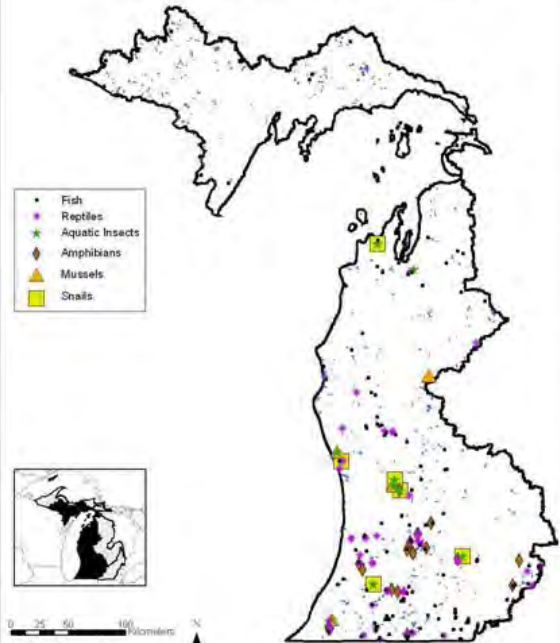 Fish
Reptiles
Aquatic Insects
Amphibians
Mussels
Snails
0 25 50 100
Kilometers
N